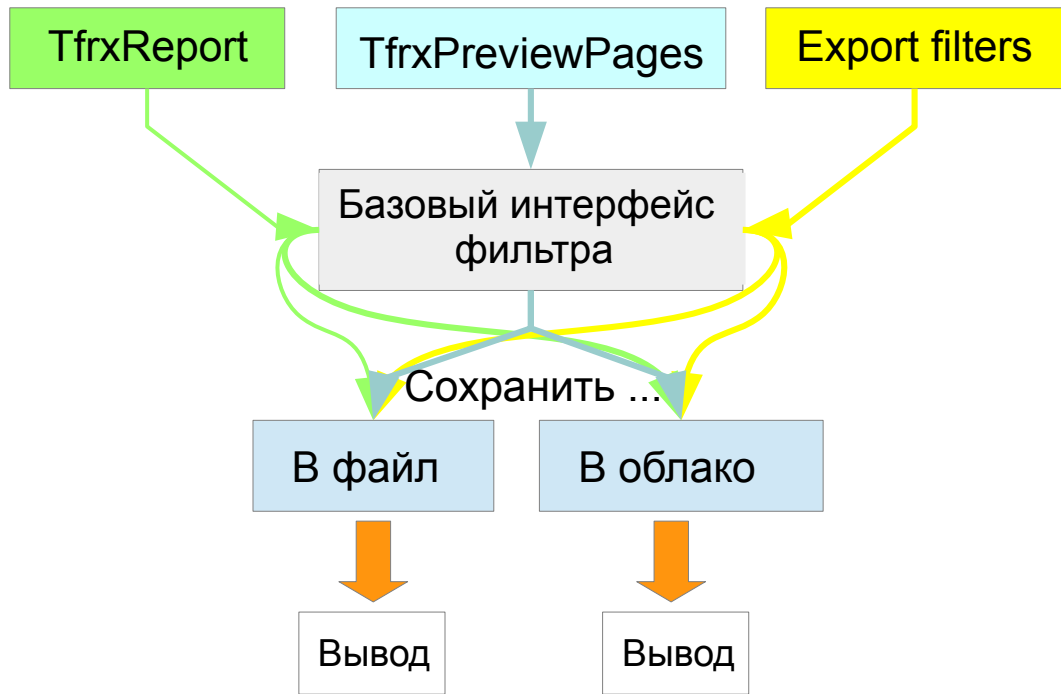 TfrxReport
TfrxPreviewPages
Export filters
Базовый интерфейс
фильтра
Сохранить ...
В файл
В облако
Вывод
Вывод